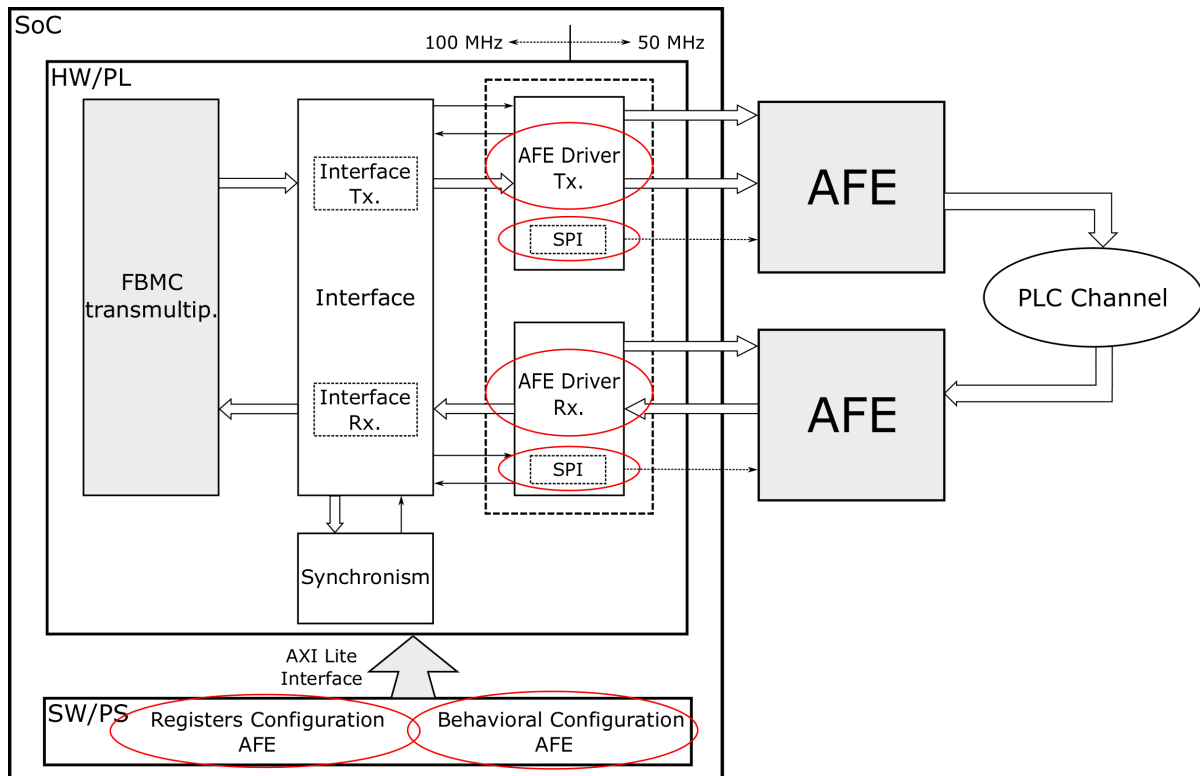 SoC
100 MHz
50 MHz
HW/PL
FBMC
transmultip.
Interface
Tx.
Interface
Interface
Rx.
AFE Driver
Tx.
SPI
AFE Driver
Rx.
SPI
AFE
AFE
PLC Channel
Synchronism
AXI Lite
Interface
SW/PS
Registers Configuration
AFE
Behavioral Configuration
AFE